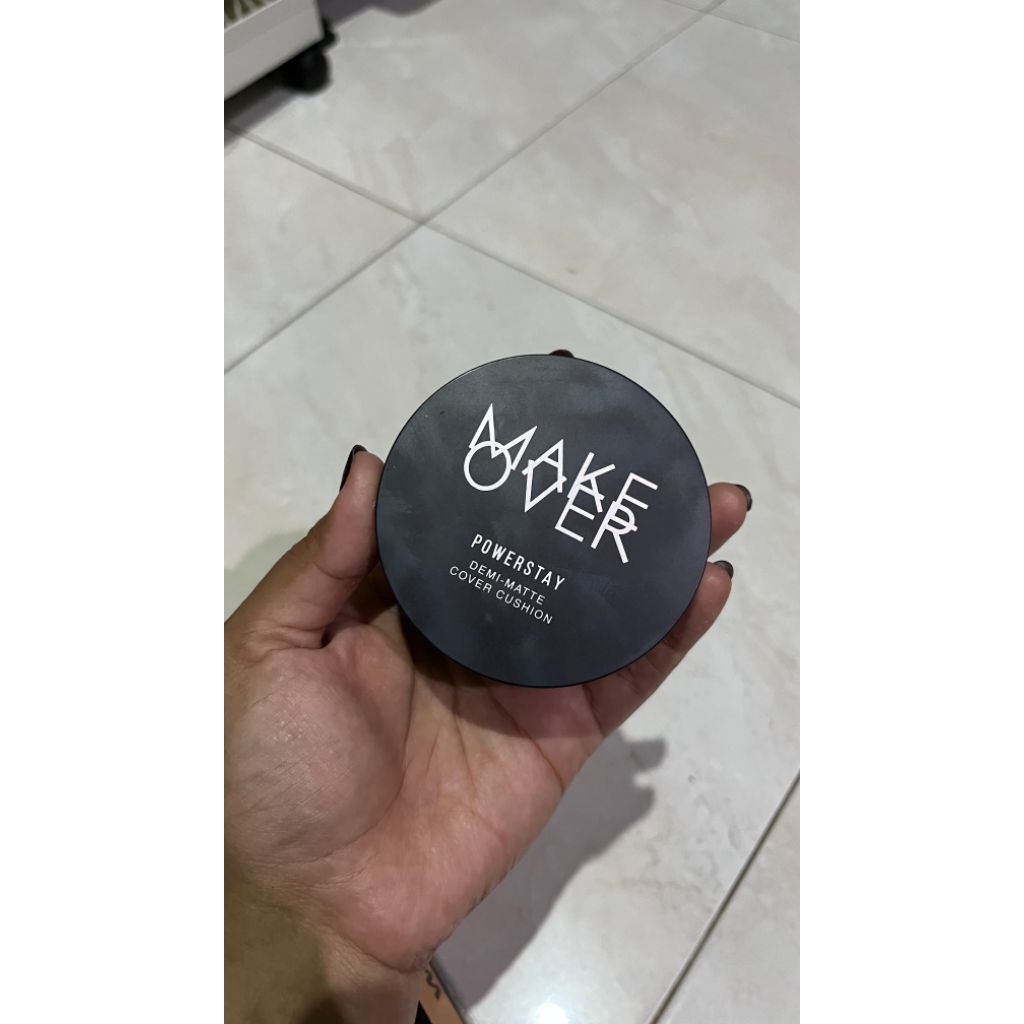 MAKE
OVER
POWERSTAY
DEMI-MATTE
COVER CUSHION